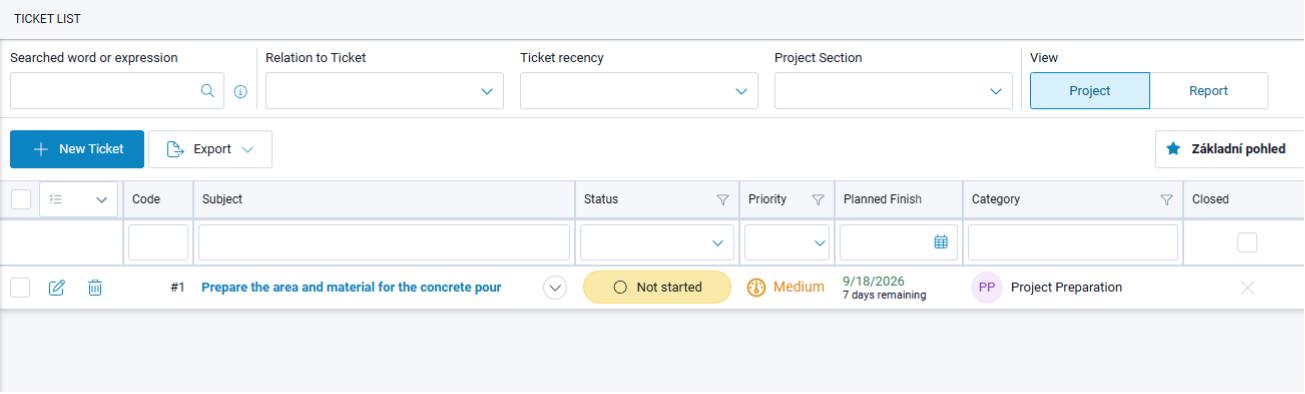 TICKET LIST
Searched word or expression
Relation to Ticket
Ticket recency
Project Section
View
Project
Report
New Ticket
Export
Základní pohled
Code
Subject
Status
Priority
Planned Finish
Category
Closed
#1
Prepare the area and material for the concrete pour
Not started
Medium
9/18/2026
7 days remaining
PP
Project Preparation